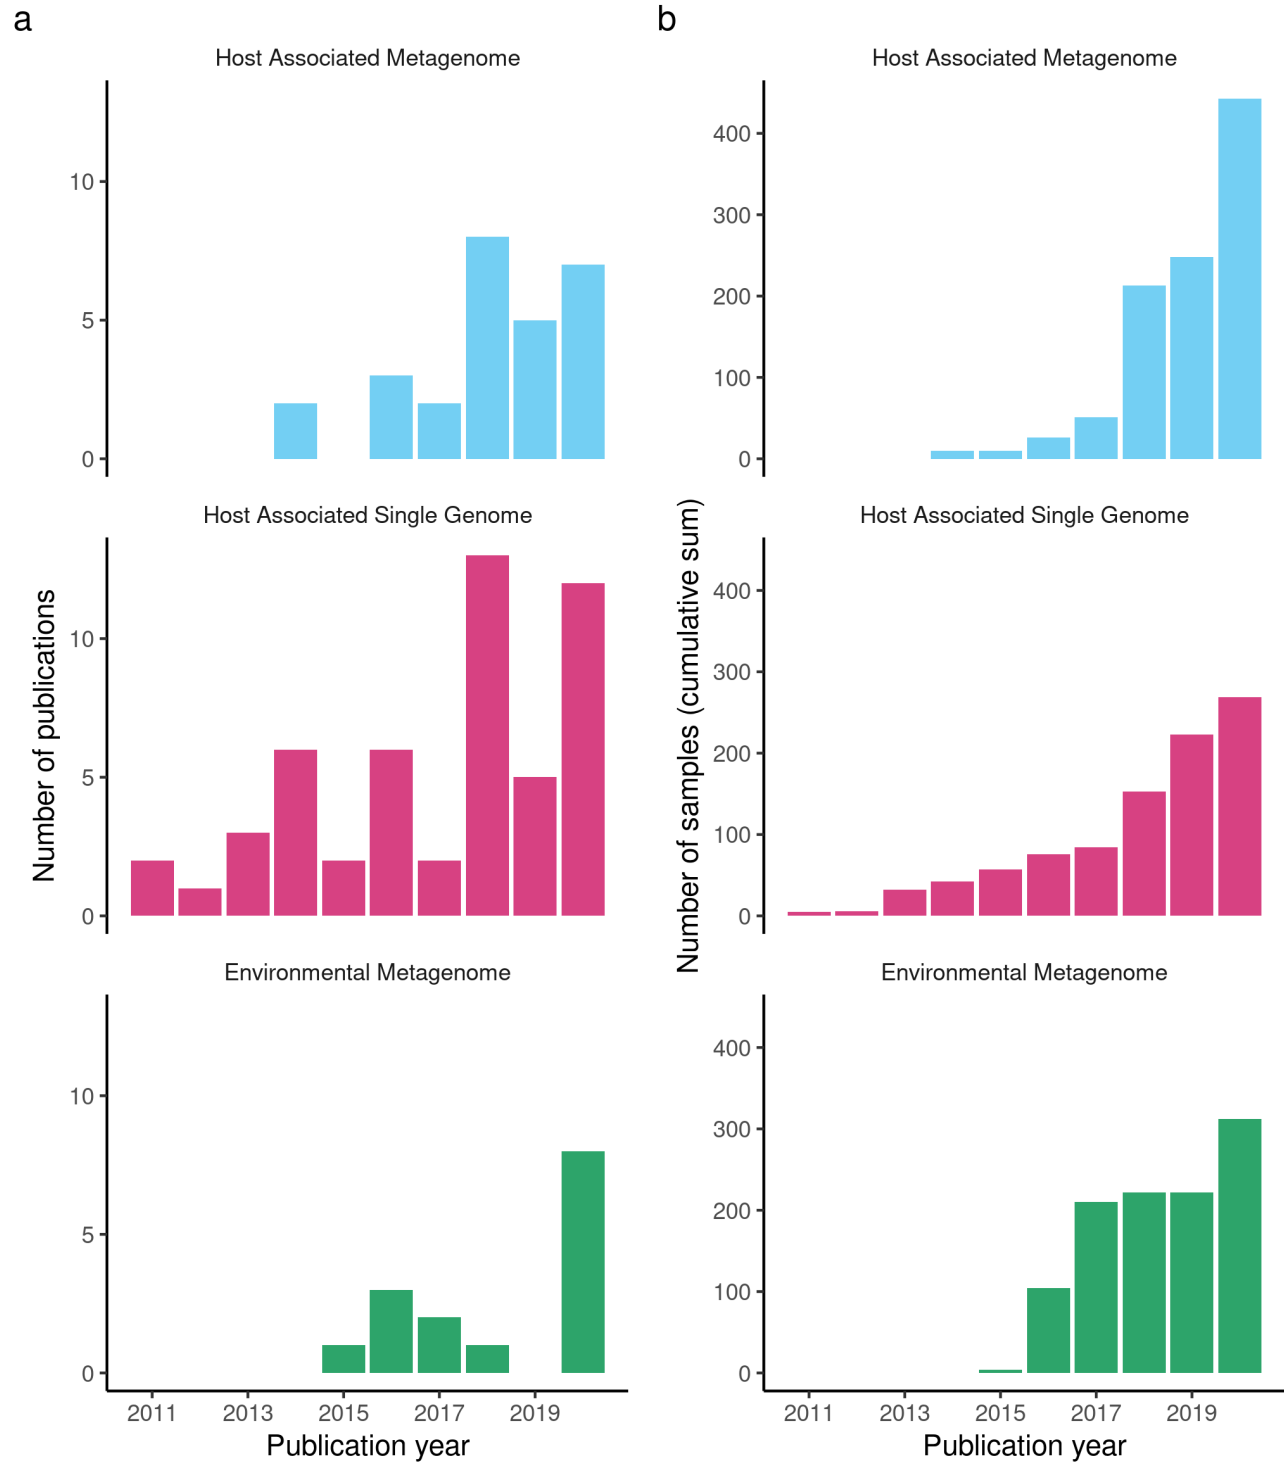 a
Host Associated Metagenome
10
5
0
Host Associated Single Genome
10
5
0
Environmental Metagenome
10
5
0
2011 2013 2015 2017 2019
Publication year
Number of publications
b
Host Associated Metagenome
400
300
200
100
0
Host Associated Single Genome
400
300
200
100
0
Environmental Metagenome
400
300
200
100
0
2011 2013 2015 2017 2019
Publication year
Number of samples (cumulative sum)